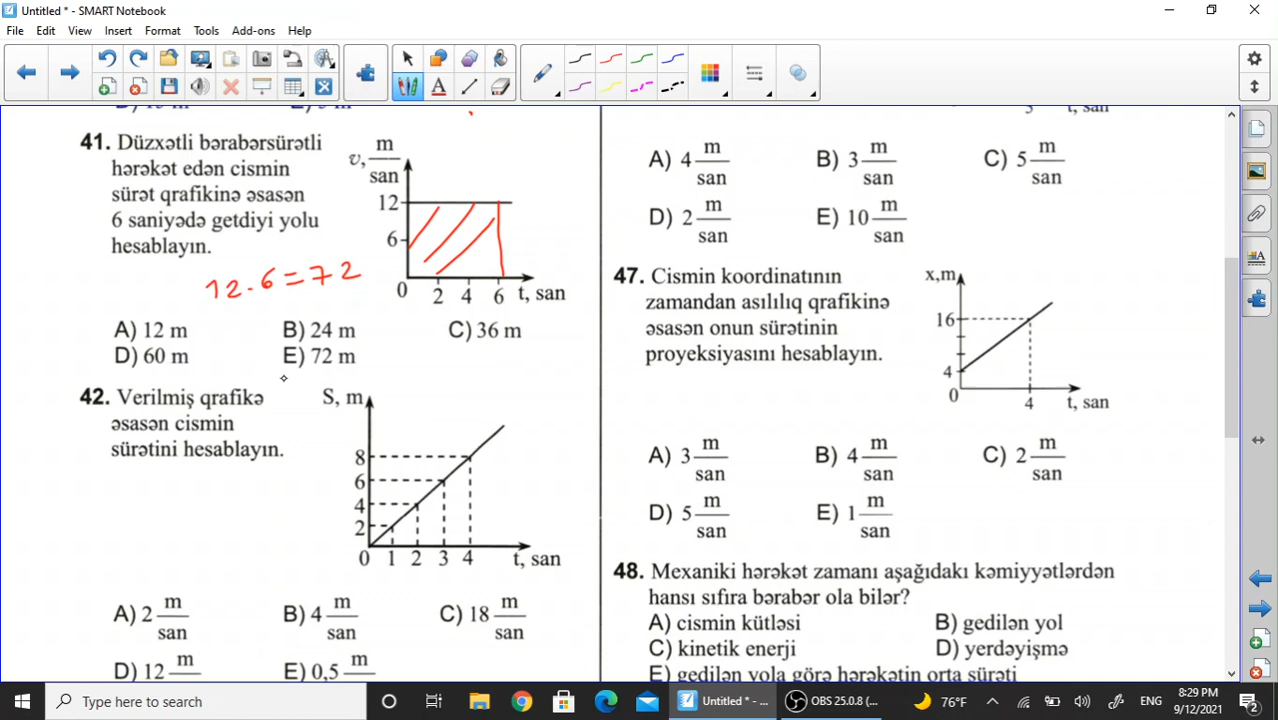 Untitled * - SMART Notebook
File Edit View Insert Format Tools Add-ons Help
41. Düzxətli bərabərsürətli
hərəkət edən cismin
sürət qrafikinə əsasən
6 saniyədə getdiyi yolu
hesablayın.
12 . 6 = 72
υ, m/san
12
6
0 2 4 6 t, san
A) 12 m B) 24 m C) 36 m
D) 60 m E) 72 m
42. Verilmiş qrafikə
əsasən cismin
sürətini hesablayın.
S, m
8
6
4
2
0 1 2 3 4 t, san
A) 2 m/san B) 4 m/san C) 18 m/san
D) 12 m E) 0,5 m
t, san
A) 4 m/san B) 3 m/san C) 5 m/san
D) 2 m/san E) 10 m/san
47. Cismin koordinatının
zamandan asılılıq qrafikinə
əsasən onun sürətinin
proyeksiyasını hesablayın.
x,m
16
4
0 4 t, san
A) 3 m/san B) 4 m/san C) 2 m/san
D) 5 m/san E) 1 m/san
48. Mexaniki hərəkət zamanı aşağıdakı kəmiyyətlərdən
hansı sıfıra bərabər ola bilər?
A) cismin kütləsi B) gedilən yol
C) kinetik enerji D) yerdəyişmə
E) gedilən yola görə hərəkətin orta sürəti
Type here to search
Untitled * - ...
OBS 25.0.8 (...
76°F
ENG
8:29 PM
9/12/2021
2